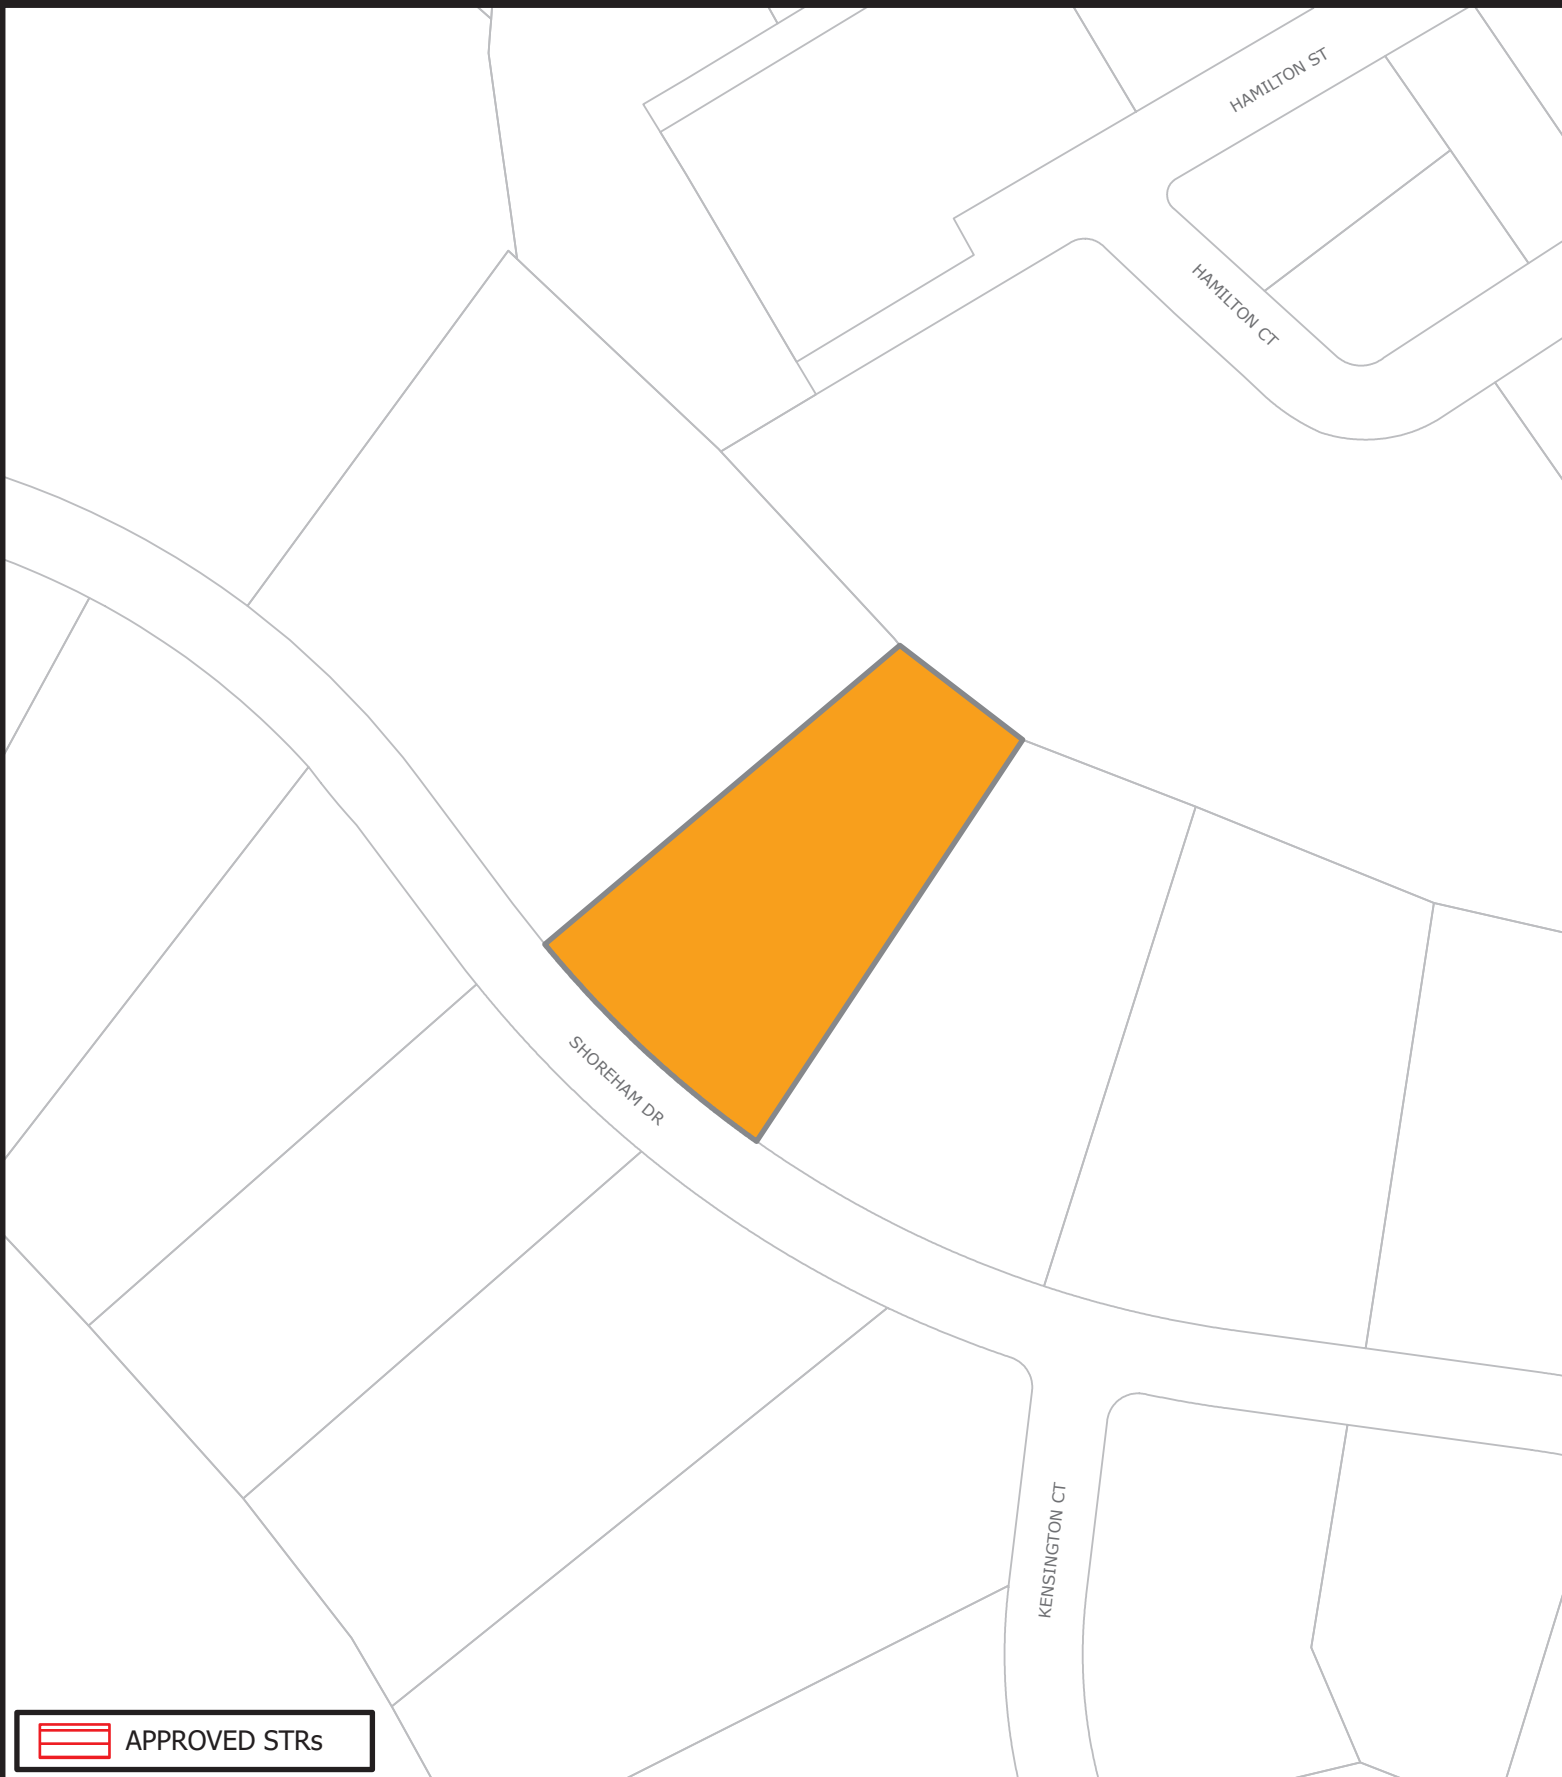 HAMILTON ST
HAMILTON CT
SHOREHAM DR
KENSINGTON CT
APPROVED STRs